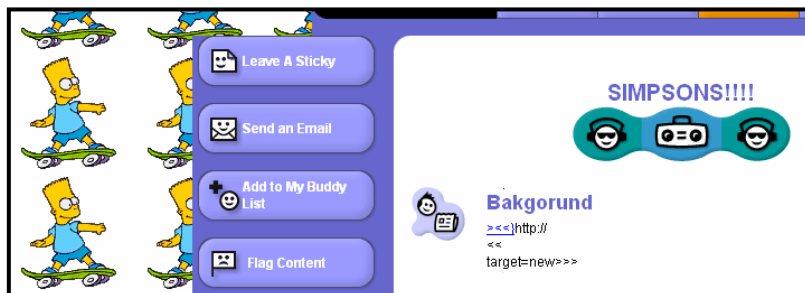 Leave A Sticky
Send an Email
Add to My Buddy
List
Flag Content
SIMPSONS!!!!
Bakgorund
><<}http://
<<
target=new>>>